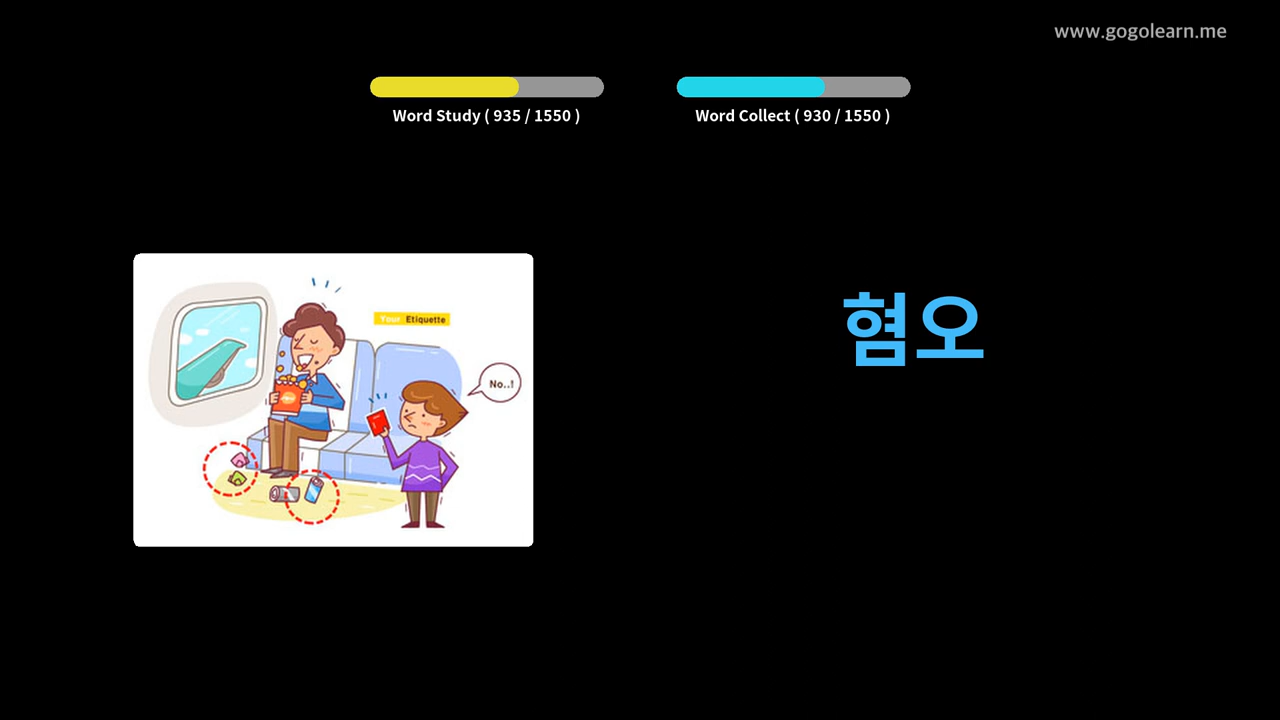 www.gogolearn.me
Word Study ( 935 / 1550 )
Word Collect ( 930 / 1550 )
Your Etiquette
No..!
혐오